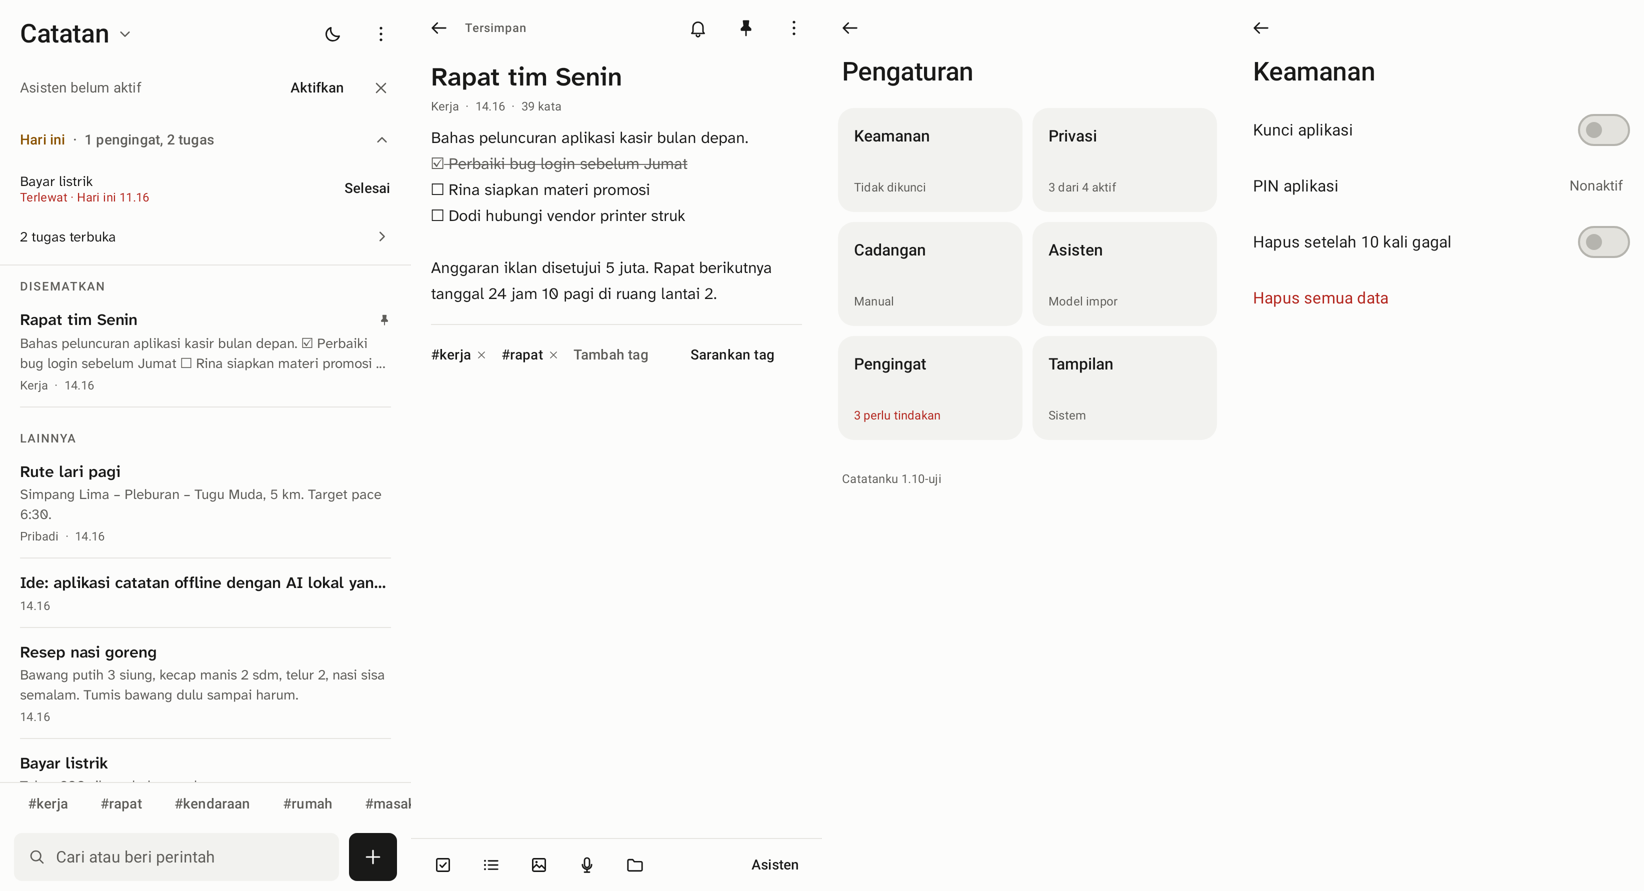 Catatan
Asisten belum aktif
Aktifkan
Hari ini · 1 pengingat, 2 tugas
Bayar listrik
Terlewat · Hari ini 11.16
Selesai
2 tugas terbuka
DISEMATKAN
Rapat tim Senin
Bahas peluncuran aplikasi kasir bulan depan. ☑ Perbaiki
bug login sebelum Jumat ☐ Rina siapkan materi promosi ...
Kerja · 14.16
LAINNYA
Rute lari pagi
Simpang Lima – Pleburan – Tugu Muda, 5 km. Target pace
6:30.
Pribadi · 14.16
Ide: aplikasi catatan offline dengan AI lokal yan...
14.16
Resep nasi goreng
Bawang putih 3 siung, kecap manis 2 sdm, telur 2, nasi sisa
semalam. Tumis bawang dulu sampai harum.
14.16
Bayar listrik
#kerja #rapat #kendaraan #rumah #masak
Cari atau beri perintah
Tersimpan
Rapat tim Senin
Kerja · 14.16 · 39 kata
Bahas peluncuran aplikasi kasir bulan depan.
☑ Perbaiki bug login sebelum Jumat
☐ Rina siapkan materi promosi
☐ Dodi hubungi vendor printer struk
Anggaran iklan disetujui 5 juta. Rapat berikutnya
tanggal 24 jam 10 pagi di ruang lantai 2.
#kerja × #rapat × Tambah tag
Sarankan tag
Asisten
Pengaturan
Keamanan
Tidak dikunci
Privasi
3 dari 4 aktif
Cadangan
Manual
Asisten
Model impor
Pengingat
3 perlu tindakan
Tampilan
Sistem
Catatanku 1.10-uji
Keamanan
Kunci aplikasi
PIN aplikasi
Nonaktif
Hapus setelah 10 kali gagal
Hapus semua data